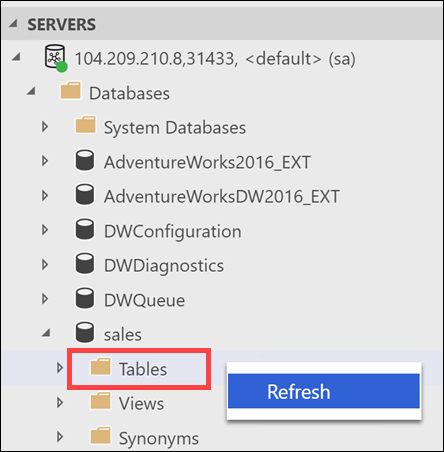 SERVERS
104.209.210.8,31433, <default> (sa)
Databases
System Databases
AdventureWorks2016_EXT
AdventureWorksDW2016_EXT
DWConfiguration
DWDiagnostics
DWQueue
sales
Tables
Refresh
Views
Synonyms